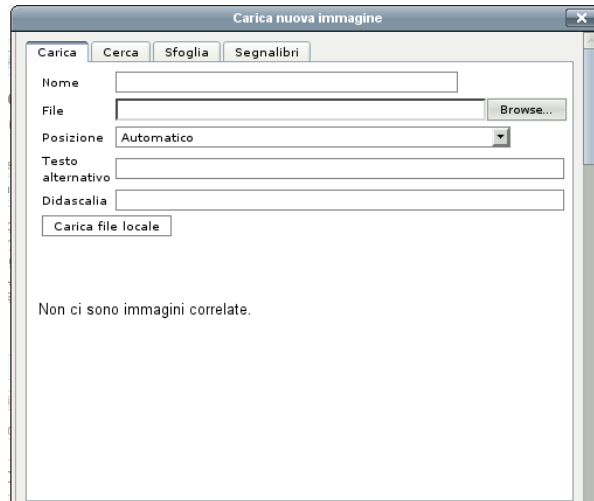 Carica nuova immagine
Carica Cerca Sfoglia Segnalibri
Nome
File Browse...
Posizione Automatico
Testo
alternativo
Didascalia
Carica file locale
Non ci sono immagini correlate.